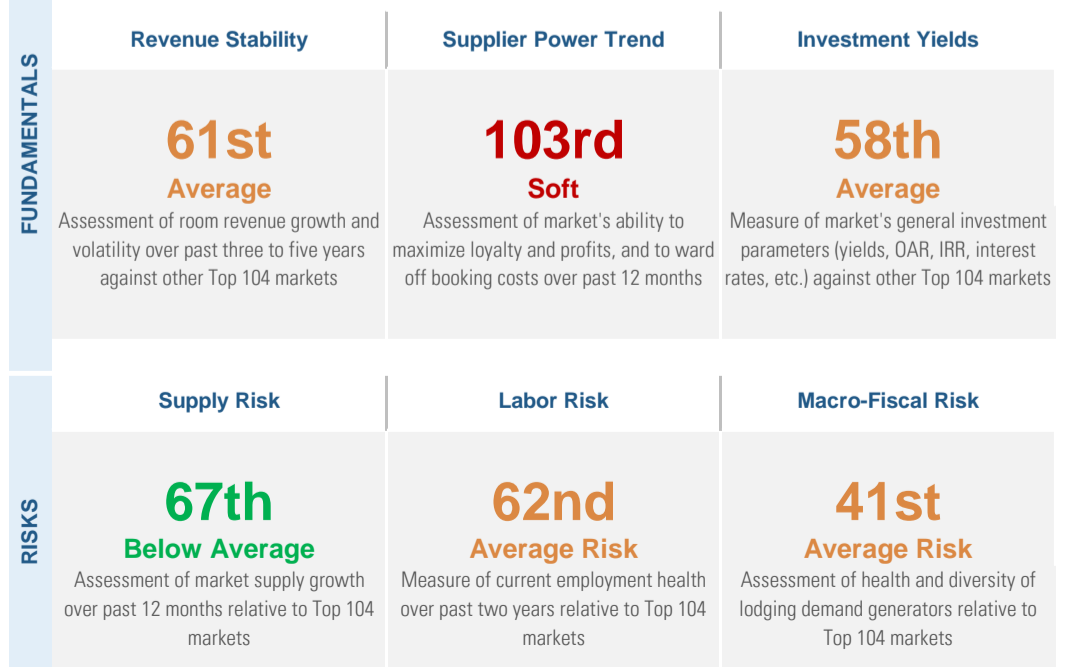 FUNDAMENTALS
Revenue Stability
61st
Average
Assessment of room revenue growth and
volatility over past three to five years
against other Top 104 markets
Supplier Power Trend
103rd
Soft
Assessment of market's ability to
maximize loyalty and profits, and to ward
off booking costs over past 12 months
Investment Yields
58th
Average
Measure of market's general investment
parameters (yields, OAR, IRR, interest
rates, etc.) against other Top 104 markets
RISKS
Supply Risk
67th
Below Average
Assessment of market supply growth
over past 12 months relative to Top 104
markets
Labor Risk
62nd
Average Risk
Measure of current employment health
over past two years relative to Top 104
markets
Macro-Fiscal Risk
41st
Average Risk
Assessment of health and diversity of
lodging demand generators relative to
Top 104 markets